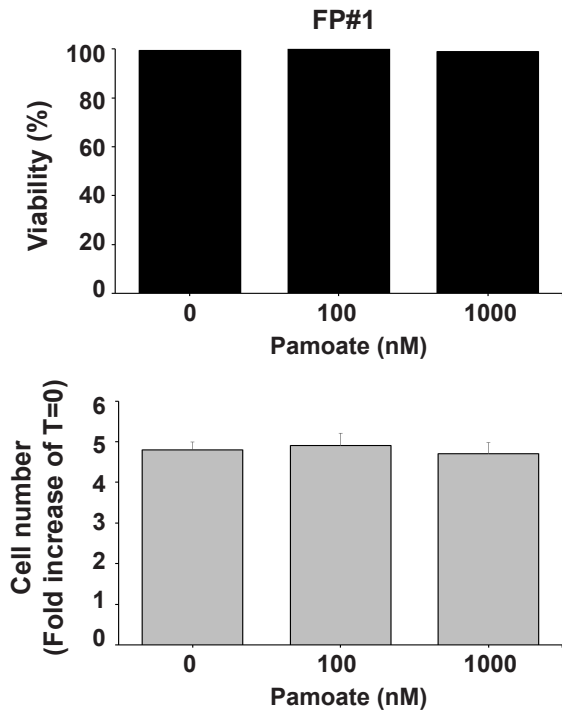 FP#1
Viability (%)
100
80
60
40
20
0
0 100 1000
Pamoate (nM)
Cell number
(Fold increase of T=0)
6
5
4
3
2
1
0
0 100 1000
Pamoate (nM)